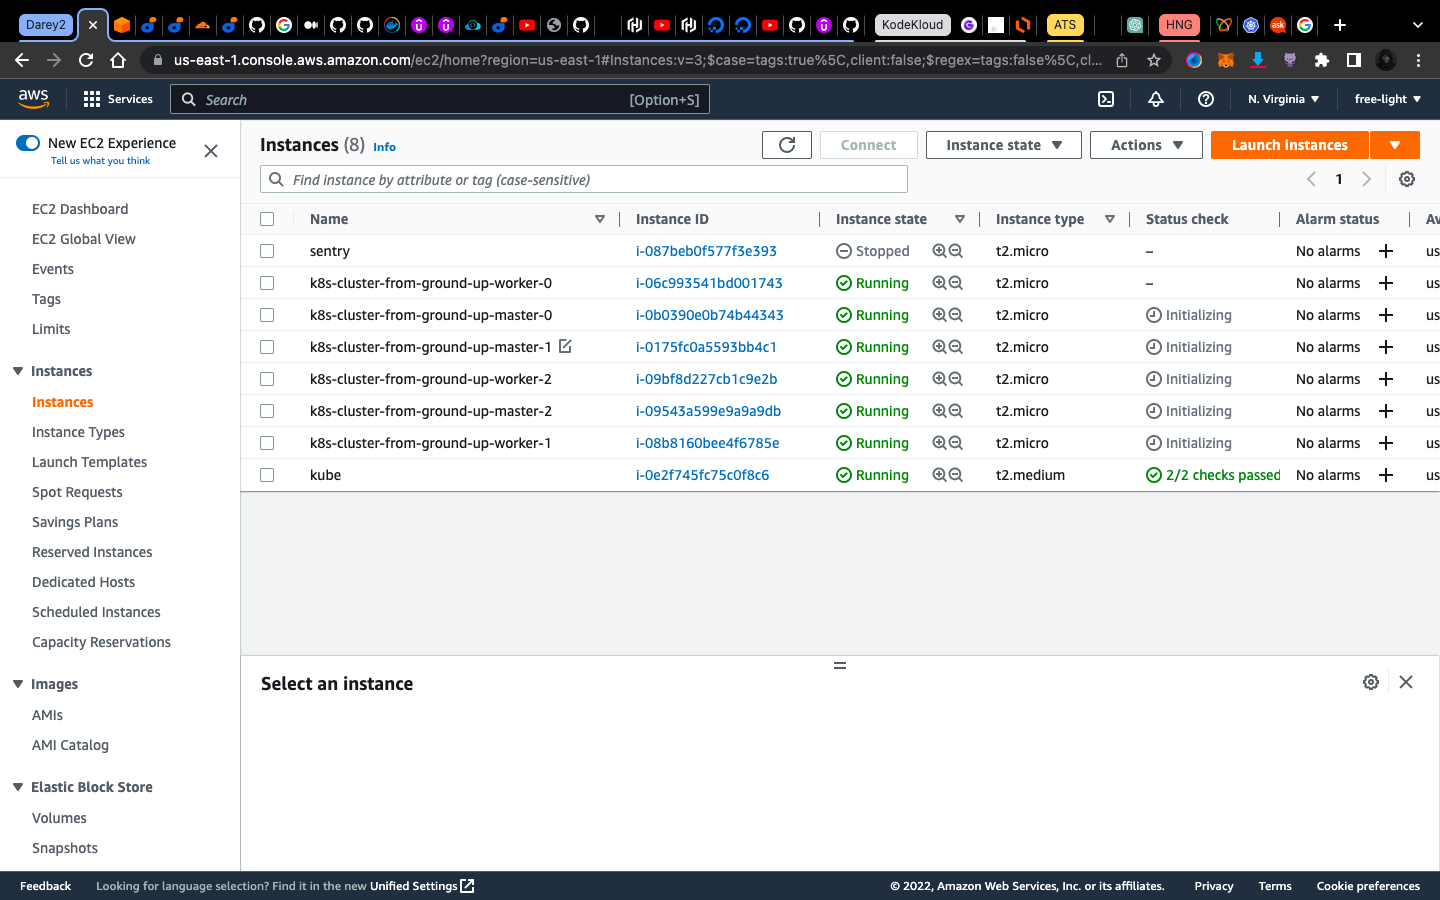 Darey2
KodeKloud
ATS
HNG
us-east-1.console.aws.amazon.com/ec2/home?region=us-east-1#Instances:v=3;$case=tags:true%5C,client:false;$regex=tags:false%5C,cl...
aws
Services
Search
[Option+S]
N. Virginia
free-light
New EC2 Experience
Tell us what you think
EC2 Dashboard
EC2 Global View
Events
Tags
Limits
Instances
Instances
Instance Types
Launch Templates
Spot Requests
Savings Plans
Reserved Instances
Dedicated Hosts
Scheduled Instances
Capacity Reservations
Images
AMIs
AMI Catalog
Elastic Block Store
Volumes
Snapshots
Instances (8) Info
Connect
Instance state
Actions
Launch instances
Find instance by attribute or tag (case-sensitive)
1
Name Instance ID Instance state Instance type Status check Alarm status Av
sentry i-087beb0f577f3e393 Stopped t2.micro – No alarms + us
k8s-cluster-from-ground-up-worker-0 i-06c993541bd001743 Running t2.micro – No alarms + us
k8s-cluster-from-ground-up-master-0 i-0b0390e0b74b44343 Running t2.micro Initializing No alarms + us
k8s-cluster-from-ground-up-master-1 i-0175fc0a5593bb4c1 Running t2.micro Initializing No alarms + us
k8s-cluster-from-ground-up-worker-2 i-09bf8d227cb1c9e2b Running t2.micro Initializing No alarms + us
k8s-cluster-from-ground-up-master-2 i-09543a599e9a9a9db Running t2.micro Initializing No alarms + us
k8s-cluster-from-ground-up-worker-1 i-08b8160bee4f6785e Running t2.micro Initializing No alarms + us
kube i-0e2f745fc75c0f8c6 Running t2.medium 2/2 checks passed No alarms + us
Select an instance
Feedback
Looking for language selection? Find it in the new Unified Settings
© 2022, Amazon Web Services, Inc. or its affiliates.
Privacy
Terms
Cookie preferences